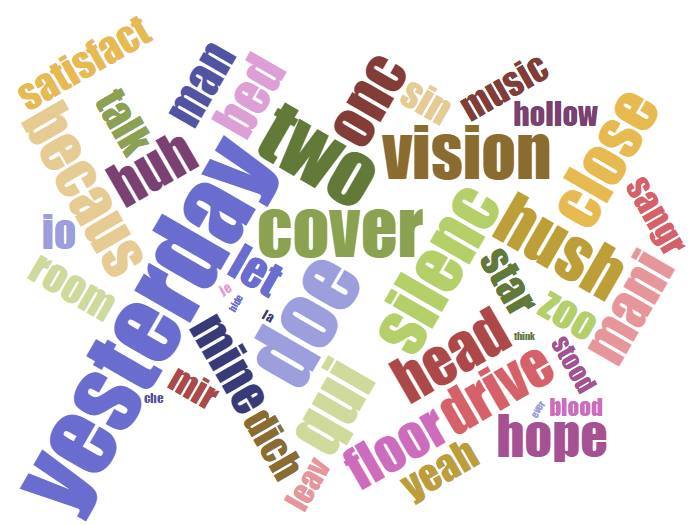 satisfact
man
bed
talk
becaus
huh
two
onc
sin
music
hollow
vision
close
sangr
io
room
yesterday
let
je
hide
la
cover
doe
silenc
hush
star
zoo
mani
mine
mir
che
dich
leav
qui
head
think
drive
stood
ever
blood
floor
yeah
hope